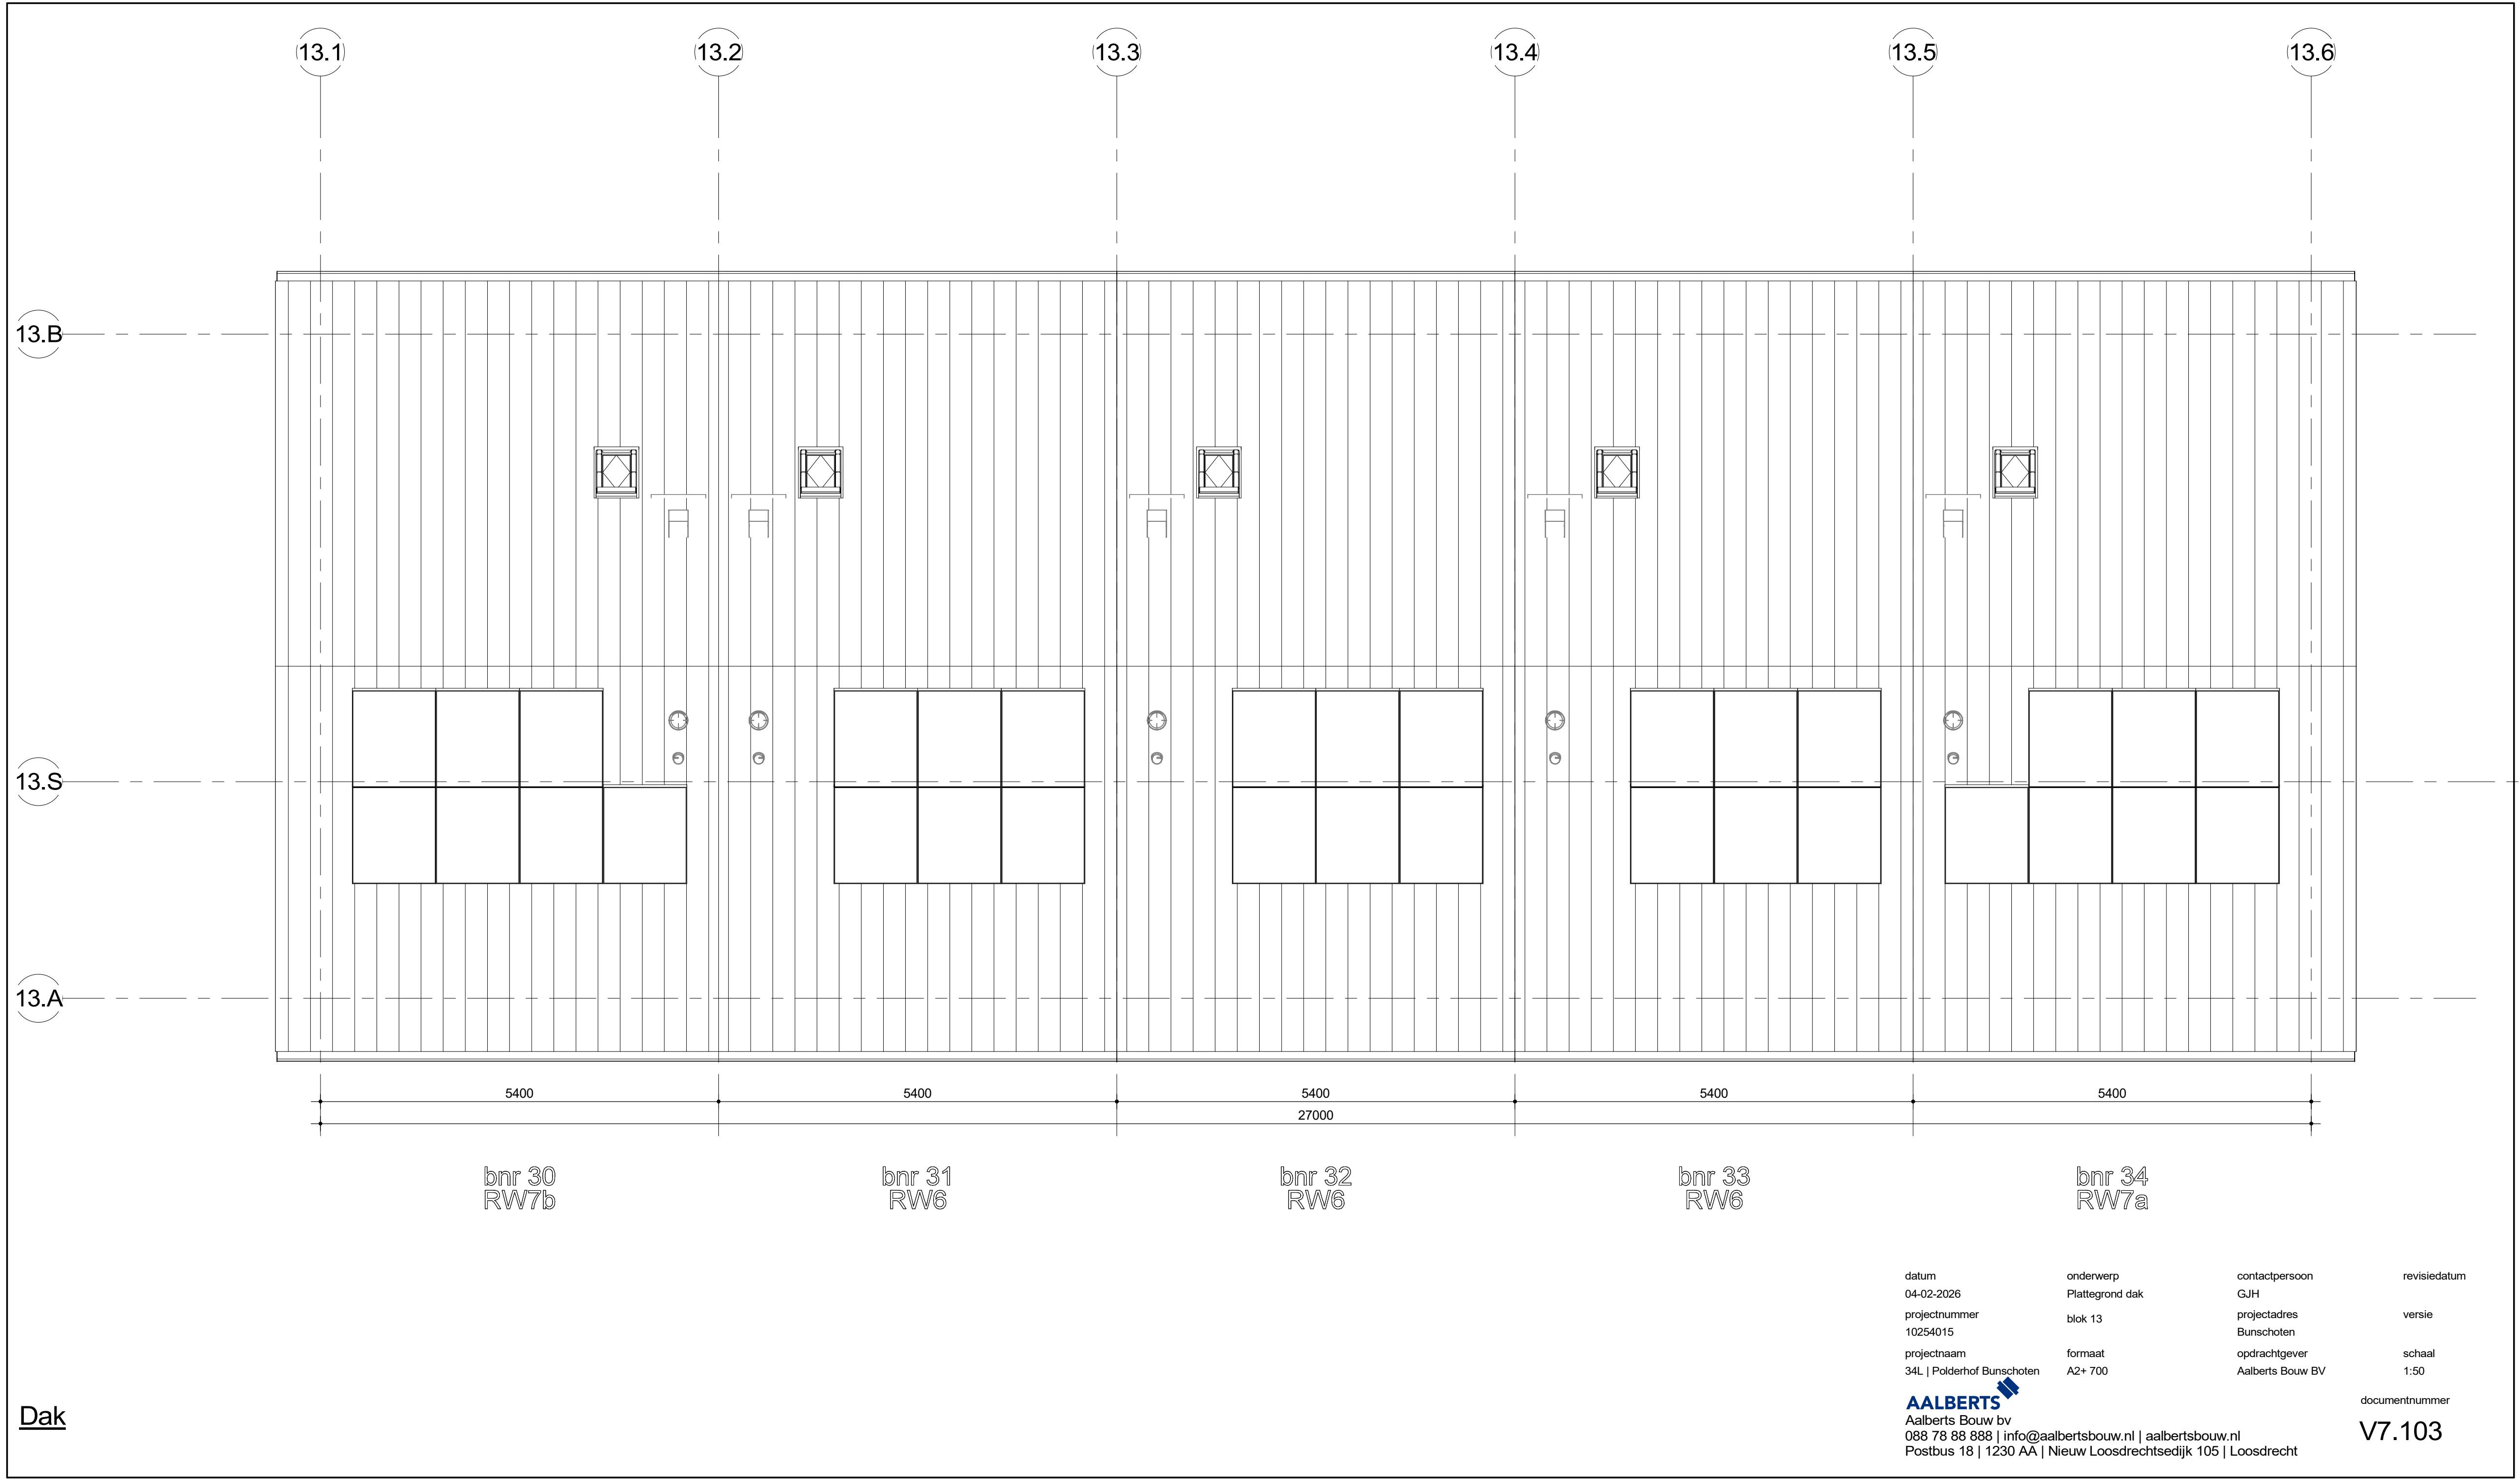 13.1 13.2 13.3 13.4 13.5 13.6
13.B
13.S
13.A
5400 5400 5400 5400 5400
27000
bnr 30 bnr 31 bnr 32 bnr 33 bnr 34
RW7b RW6 RW6 RW6 RW7a
datum onderwerp contactpersoon revisiedatum
04-02-2026 Plattegrond dak GJH
projectnummer blok 13 projectadres versie
10254015 Bunschoten
projectnaam formaat opdrachtgever schaal
34L | Polderhof Bunschoten A2+ 700 Aalberts Bouw BV 1:50
AALBERTS
documentnummer
Aalberts Bouw bv
088 78 88 888 | info@aalbertsbouw.nl | aalbertsbouw.nl
Postbus 18 | 1230 AA | Nieuw Loosdrechtsedijk 105 | Loosdrecht
V7.103
Dak